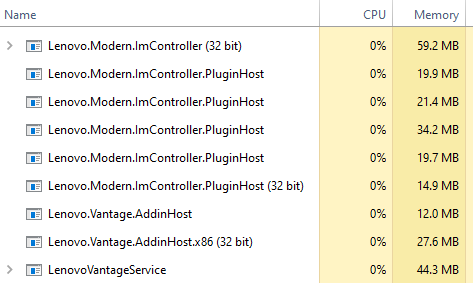 Name CPU Memory
Lenovo.Modern.ImController (32 bit) 0% 59.2 MB
Lenovo.Modern.ImController.PluginHost 0% 19.9 MB
Lenovo.Modern.ImController.PluginHost 0% 21.4 MB
Lenovo.Modern.ImController.PluginHost 0% 34.2 MB
Lenovo.Modern.ImController.PluginHost 0% 19.7 MB
Lenovo.Modern.ImController.PluginHost (32 bit) 0% 14.9 MB
Lenovo.Vantage.AddinHost 0% 12.0 MB
Lenovo.Vantage.AddinHost.x86 (32 bit) 0% 27.6 MB
LenovoVantageService 0% 44.3 MB